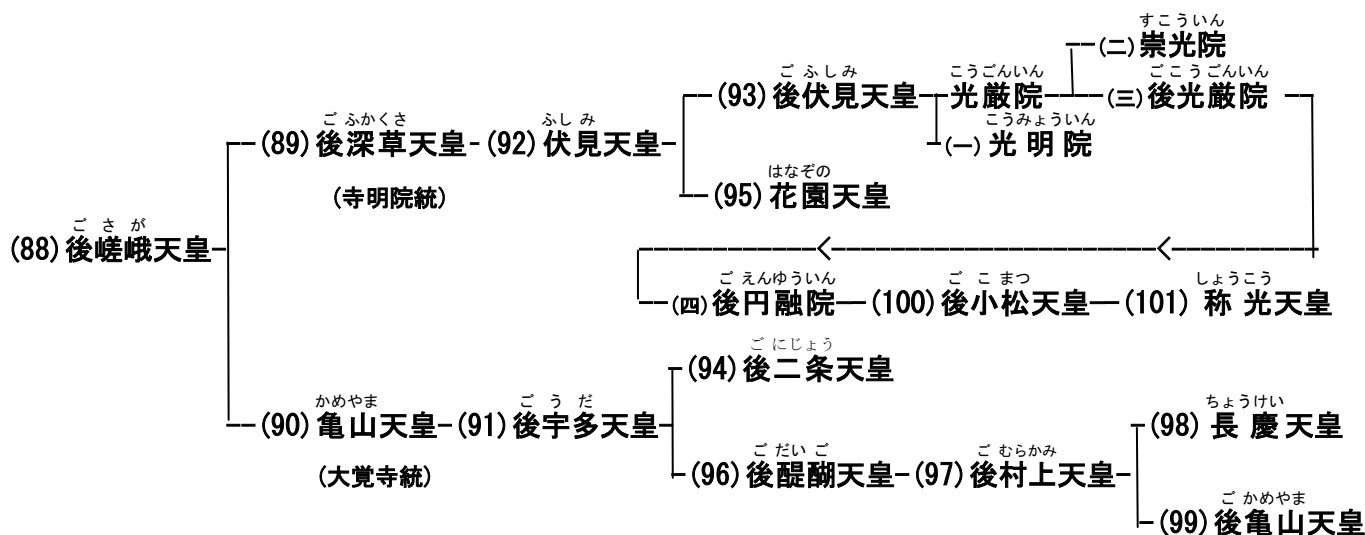 すこういん
(二) 崇光院
ごふしみ こうごんいん ごこうごんいん
(93) 後伏見天皇 光厳院 (三) 後光厳院
ごふかくさ ふしみ こうみょういん
(89) 後深草天皇 (92) 伏見天皇 (一) 光明院
はなぞの
(寺明院統) (95) 花園天皇
ごさが
(88) 後嵯峨天皇
ごえんゆういん ごこまつ しょうこう
(四) 後円融院 (100) 後小松天皇 (101) 称光天皇
ごにじょう
(94) 後二条天皇
かめやま ごうだ ちょうけい
(90) 亀山天皇 (91) 後宇多天皇 (98) 長慶天皇
ごだいご ごむらかみ
(大覚寺統) (96) 後醍醐天皇 (97) 後村上天皇
ごかめやま
(99) 後亀山天皇